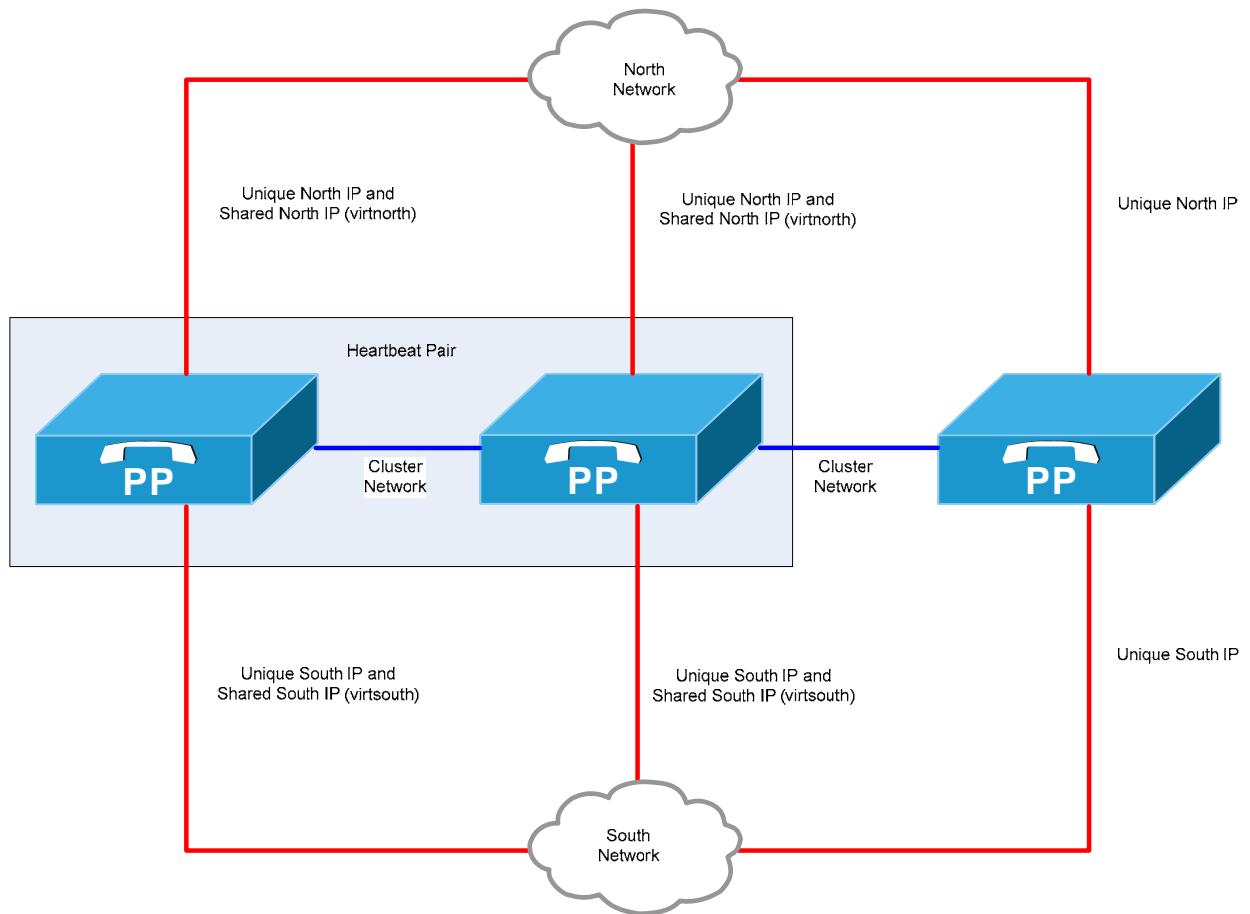 North
Network
Unique North IP and
Shared North IP (virtnorth)
Unique North IP and
Shared North IP (virtnorth)
Unique North IP
Heartbeat Pair
PP
Cluster
Network
PP
Cluster
Network
PP
Unique South IP and
Shared South IP (virtsouth)
Unique South IP and
Shared South IP (virtsouth)
Unique South IP
South
Network